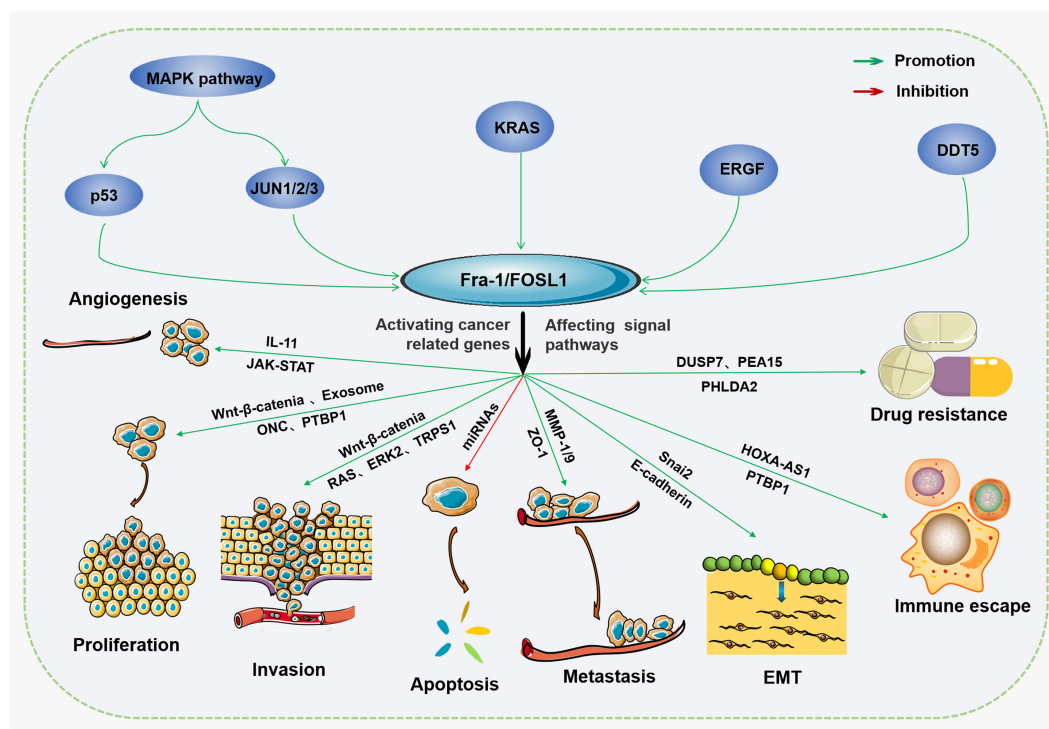 Promotion
Inhibition
MAPK pathway
KRAS
DDT5
ERGF
p53
JUN1/2/3
Fra-1/FOSL1
Angiogenesis
Activating cancer
related genes
Affecting signal
pathways
IL-11
JAK-STAT
DUSP7、PEA15
PHLDA2
Drug resistance
Wnt-β-catenia 、Exosome
ONC、PTBP1
Wnt-β-catenia
RAS、ERK2、TRPS1
miRNAs
MMP-1/9
ZO-1
Snai2
E-cadherin
HOXA-AS1
PTBP1
Immune escape
Proliferation
Invasion
Apoptosis
Metastasis
EMT